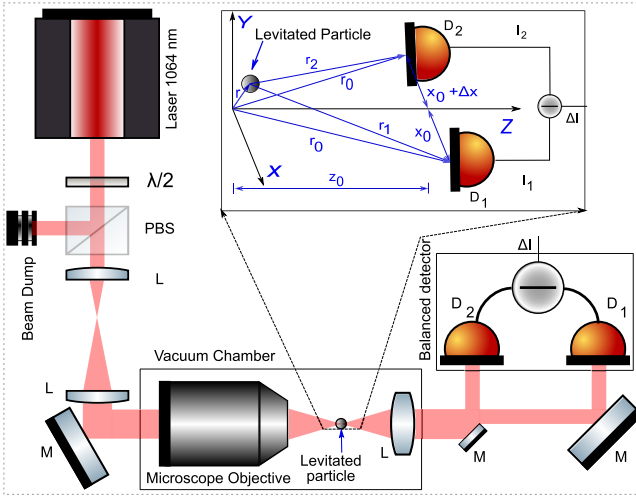 Laser 1064 nm
λ/2
PBS
Beam Dump
L
L
M
Y
Levitated Particle
D2
I2
r2
r0
r
x0 +Δx
Z
ΔI
r1
x0
r0
X
z0
D1
I1
Balanced detector
ΔI
D2
D1
Vacuum Chamber
Microscope Objective
Levitated
particle
L
M
M